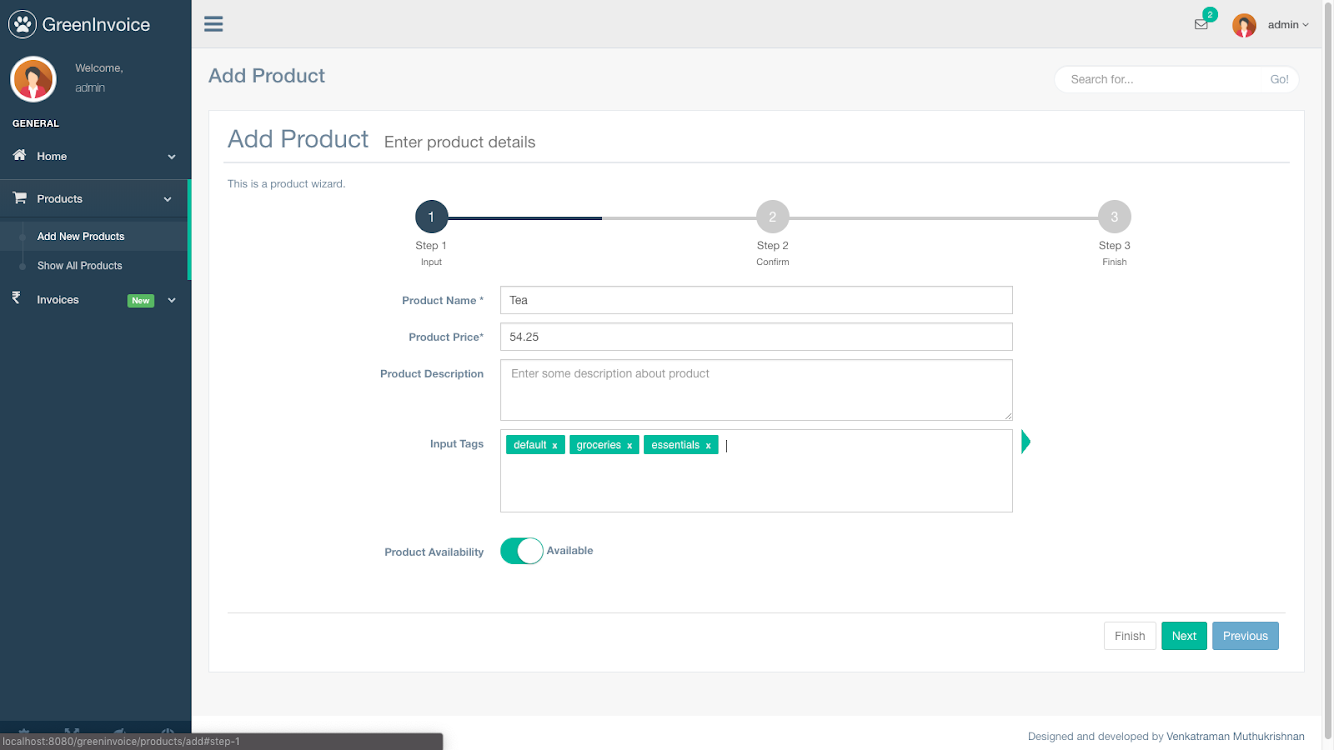 GreenInvoice
Welcome,
admin
GENERAL
Home
Products
Add New Products
Show All Products
Invoices New
2
admin
Add Product
Search for... Go!
Add Product Enter product details
This is a product wizard.
1 2 3
Step 1 Step 2 Step 3
Input Confirm Finish
Product Name * Tea
Product Price* 54.25
Product Description Enter some description about product
Input Tags default x groceries x essentials x
Product Availability Available
Finish Next Previous
Designed and developed by Venkatraman Muthukrishnan
localhost:8080/greeninvoice/products/add#step-1